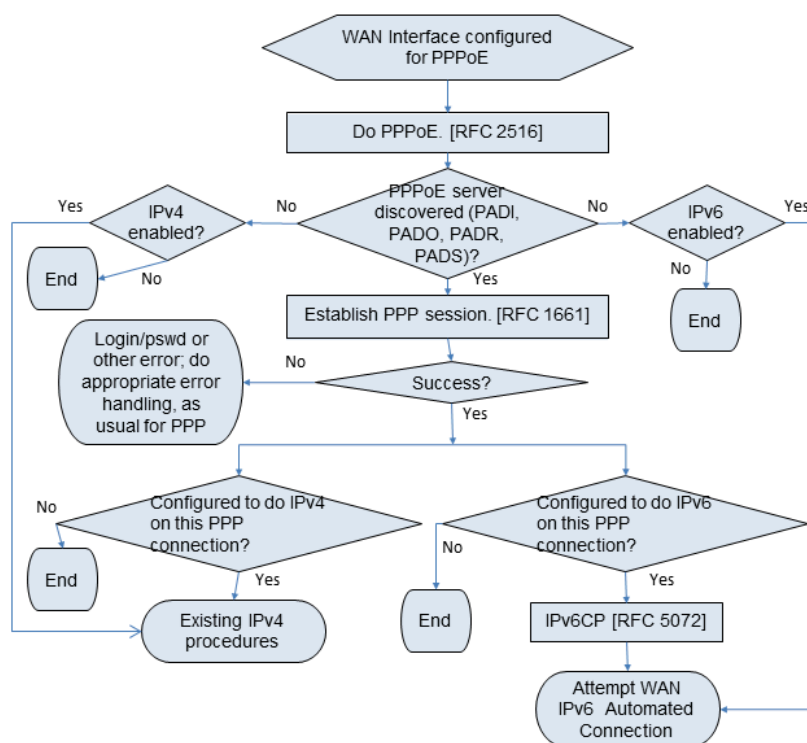 WAN Interface configured
for PPPoE
Do PPPoE. [RFC 2516]
Yes
IPv4
enabled?
No
PPPoE server
discovered (PADI,
PADO, PADR,
PADS)?
No
IPv6
enabled?
Yes
End
No
Yes
No
End
Establish PPP session. [RFC 1661]
Login/pswd or
other error; do
appropriate error
handling, as
usual for PPP
No
Success?
Yes
No
Configured to do IPv4
on this PPP
connection?
Configured to do IPv6
on this PPP
connection?
No
End
Yes
Yes
Existing IPv4
procedures
End
IPv6CP [RFC 5072]
Attempt WAN
IPv6 Automated
Connection